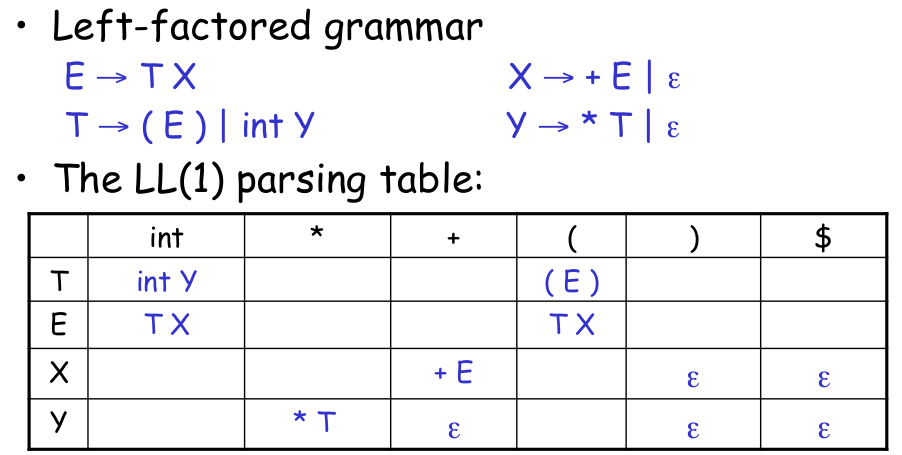 • Left-factored grammar
E → T X X → + E | ε
T → ( E ) | int Y Y → * T | ε
• The LL(1) parsing table:
int * + ( ) $
T int Y ( E )
E T X T X
X + E ε ε
Y * T ε ε ε